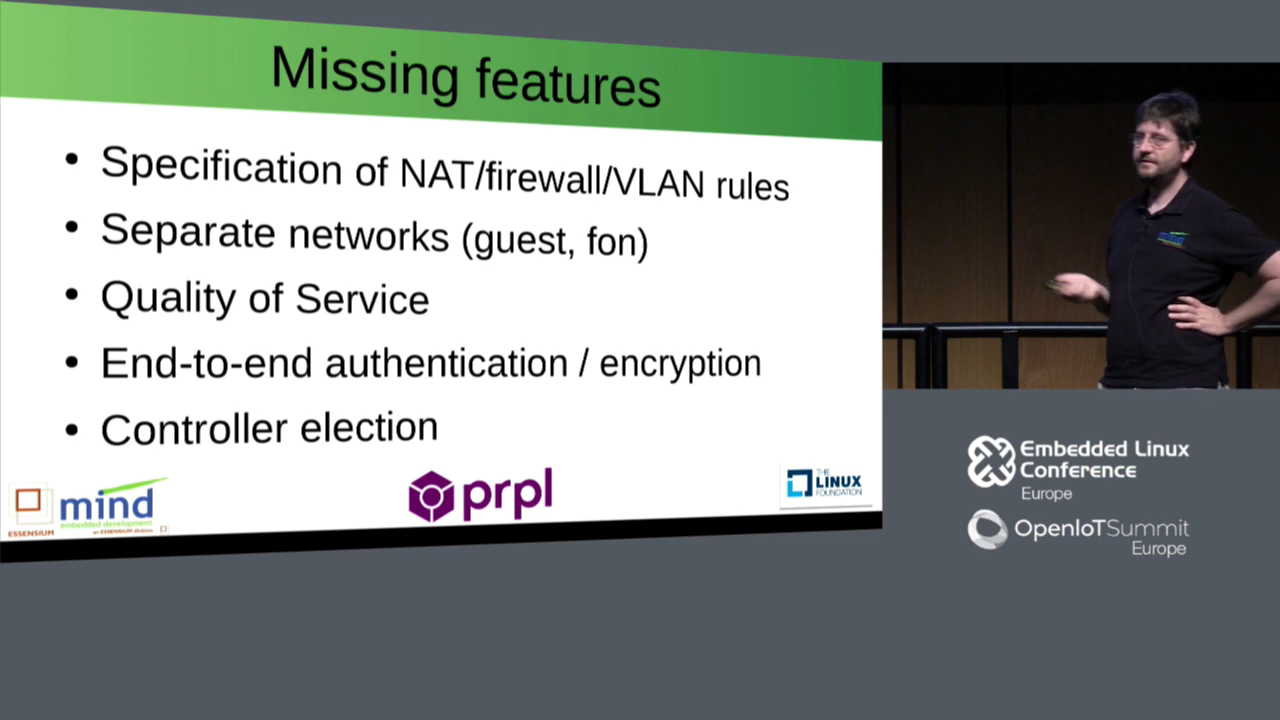 Missing features
• Specification of NAT/firewall/VLAN rules
• Separate networks (guest, fon)
• Quality of Service
• End-to-end authentication / encryption
• Controller election
ESSENSIUM
mind
embedded development
an ESSENSIUM division
prpl
THE
LINUX
FOUNDATION
mind
Embedded Linux
Conference
Europe
OpenIoTSummit
Europe